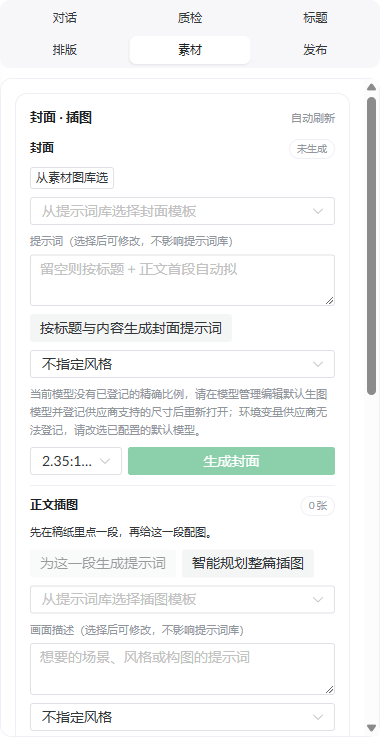 对话 质检 标题
排版 素材 发布
封面 · 插图 自动刷新
封面 未生成
从素材图库选
从提示词库选择封面模板
提示词（选择后可修改，不影响提示词库）
留空则按标题 + 正文首段自动拟
按标题与内容生成封面提示词
不指定风格
当前模型没有已登记的精确比例，请在模型管理编辑默认生图
模型并登记供应商支持的尺寸后重新打开；环境变量供应商无
法登记，请改选已配置的默认模型。
2.35:1... 生成封面
正文插图 0 张
先在稿纸里点一段，再给这一段配图。
为这一段生成提示词 智能规划整篇插图
从提示词库选择插图模板
画面描述（选择后可修改，不影响提示词库）
想要的场景、风格或构图的提示词
不指定风格